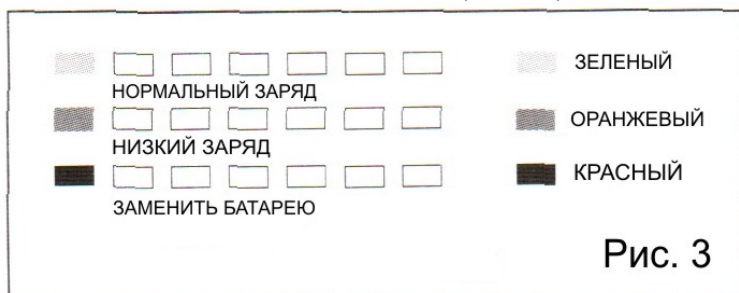 ЗЕЛЕНЫЙ
НОРМАЛЬНЫЙ ЗАРЯД
ОРАНЖЕВЫЙ
НИЗКИЙ ЗАРЯД
КРАСНЫЙ
ЗАМЕНИТЬ БАТАРЕЮ
Рис. 3